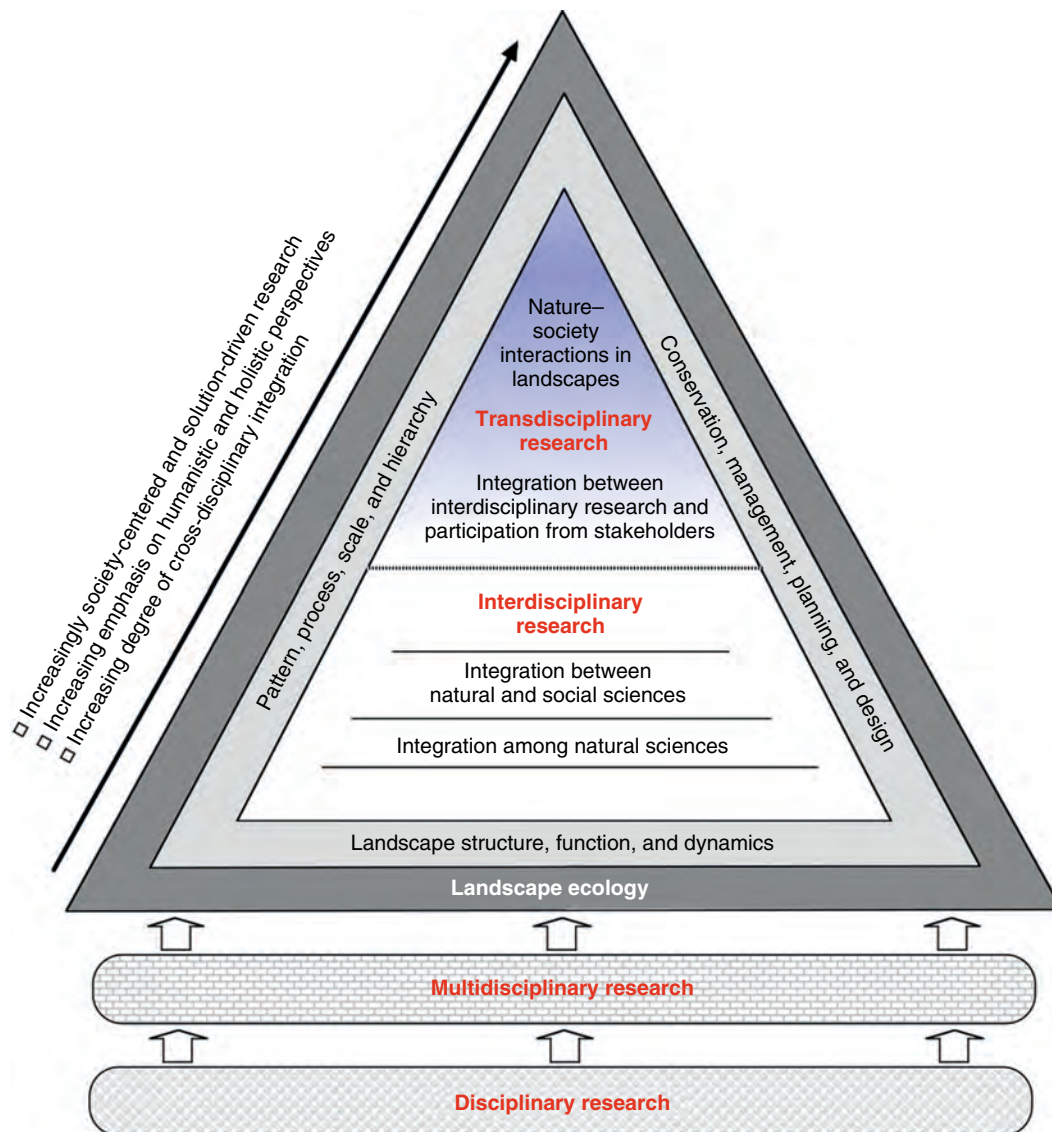 □ Increasingly society-centered and solution-driven research
□ Increasing emphasis on humanistic and holistic perspectives
□ Increasing degree of cross-disciplinary integration
Pattern, process, scale, and hierarchy
Nature–
society
interactions in
landscapes
Transdisciplinary
research
Integration between
interdisciplinary research and
participation from stakeholders
Interdisciplinary
research
Integration between
natural and social sciences
Integration among natural sciences
Conservation, management, planning, and design
Landscape structure, function, and dynamics
Landscape ecology
Multidisciplinary research
Disciplinary research